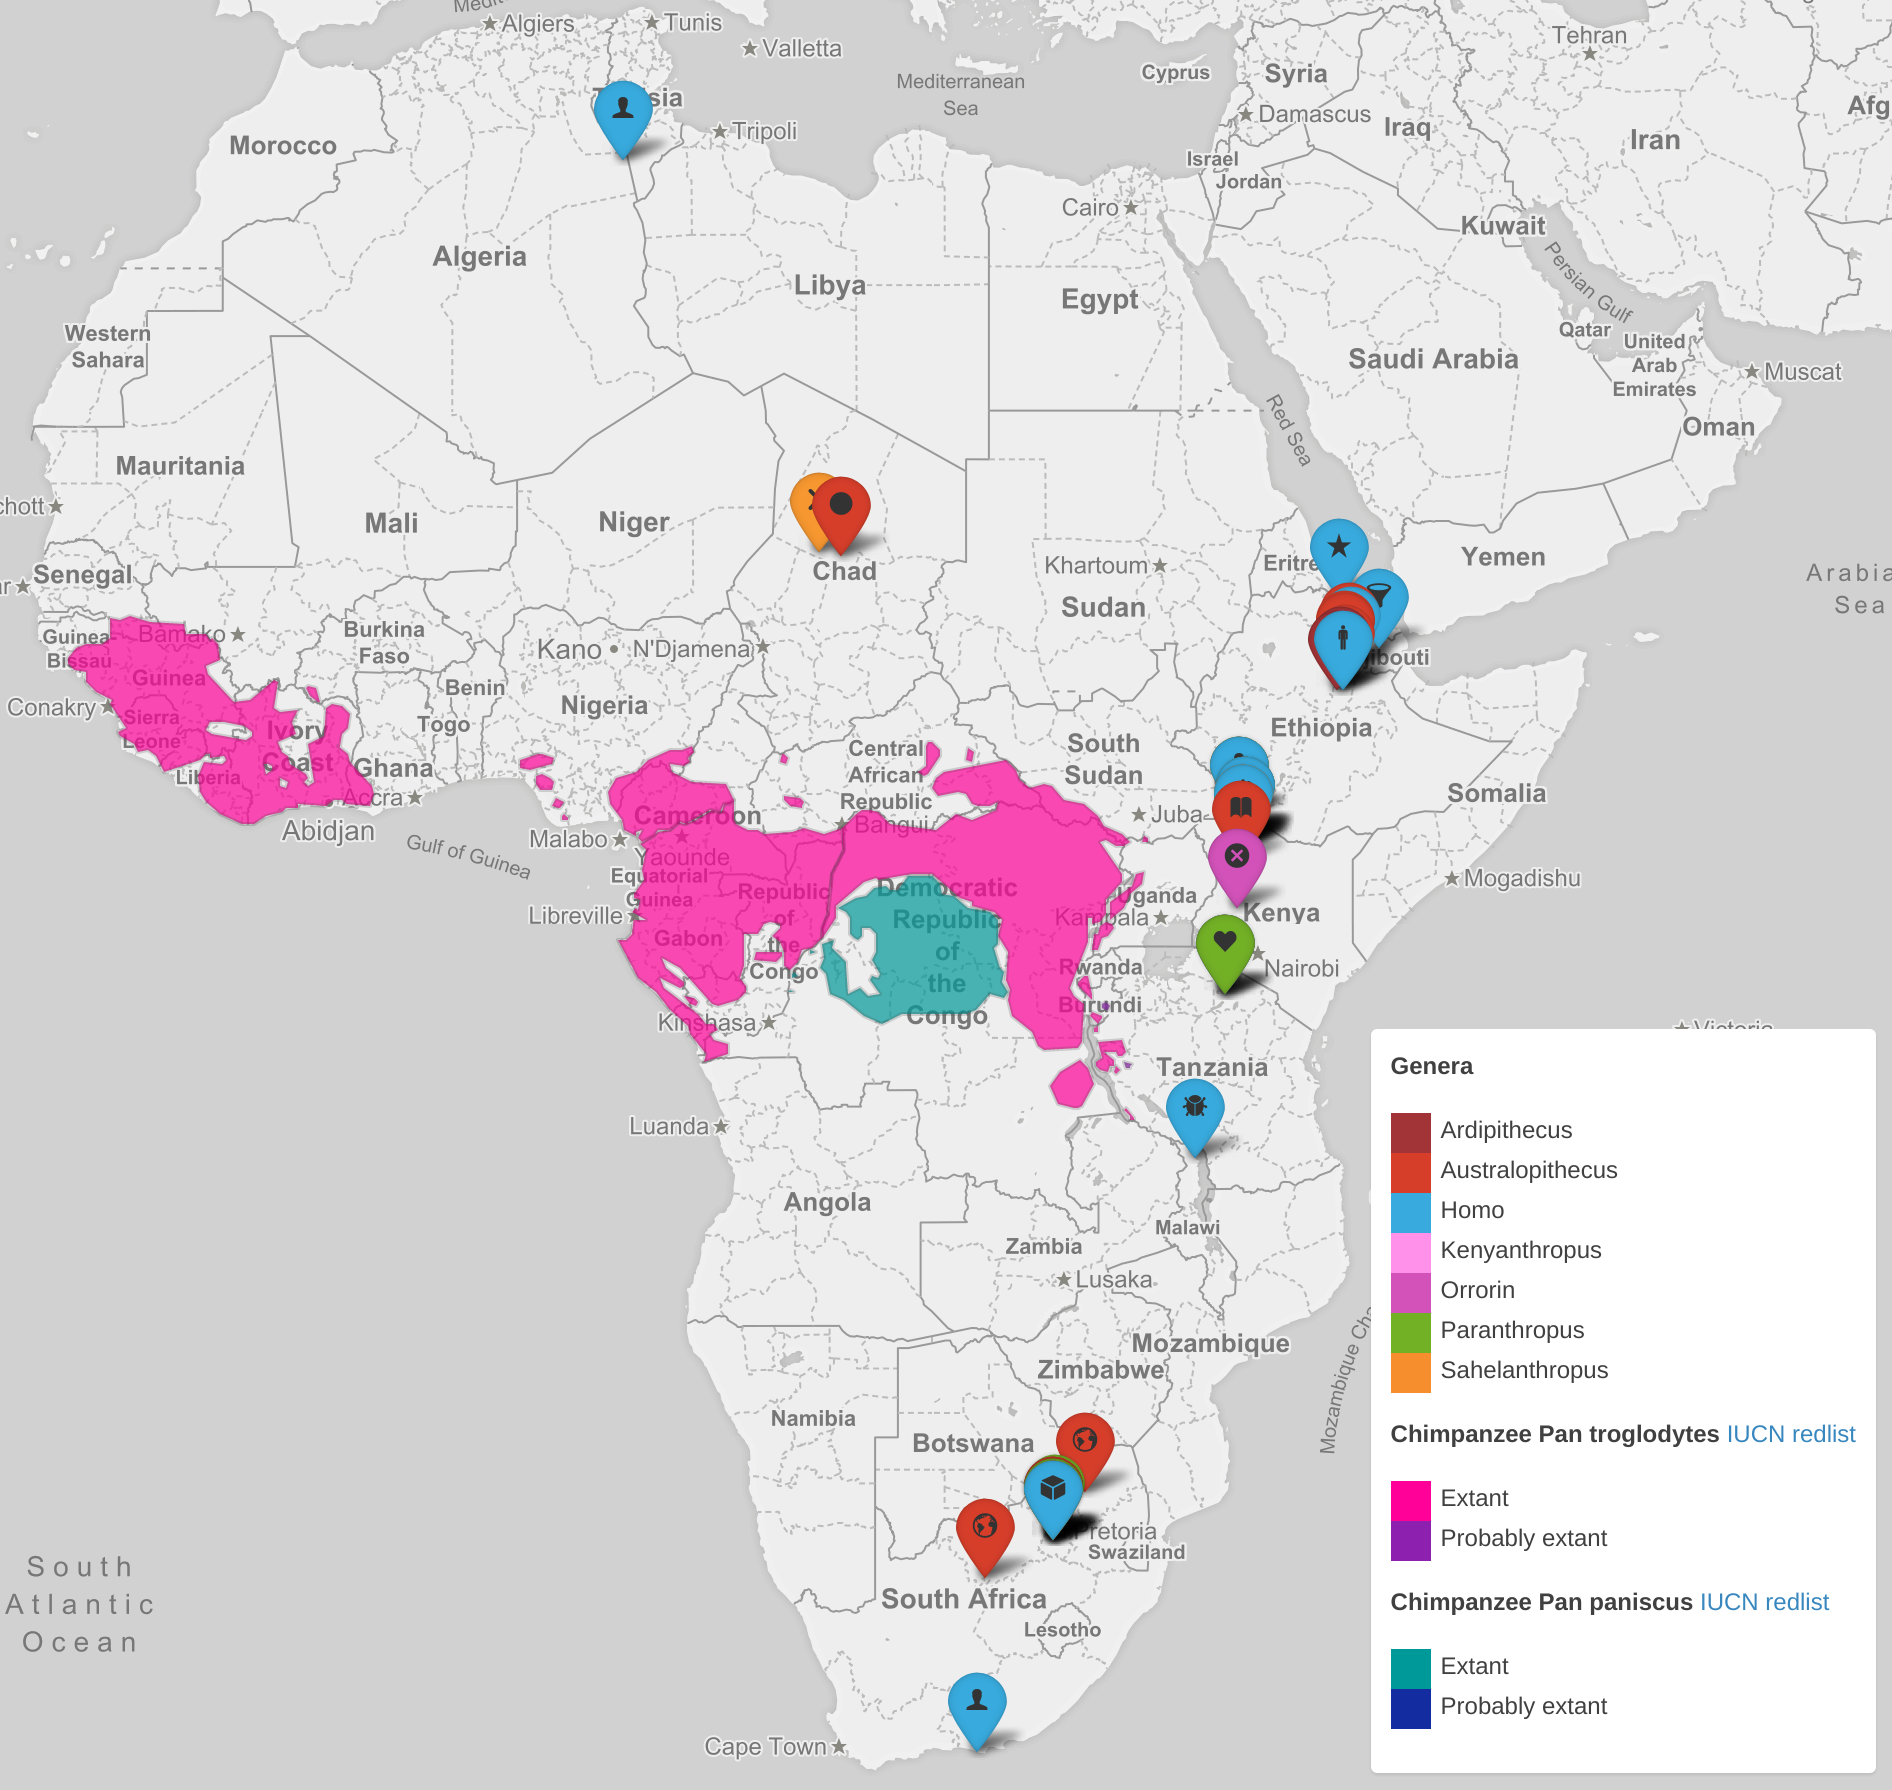 Algiers
Tunis
Valletta
Mediterranean
Sea
Cyprus
Syria
Tehran
Damascus
Iraq
Iran
Afg
Morocco
Tripoli
Israel
Jordan
Cairo
Kuwait
Persian Gulf
Algeria
Libya
Egypt
Western
Sahara
Saudi Arabia
Qatar
United
Arab
Emirates
Muscat
Red Sea
Oman
Mauritania
Mali
Niger
Chad
Senegal
Khartoum
Sudan
Eritre
Yemen
Arabia
Sea
Guinea-
Bissau
Bamako
Guinea
Burkina
Faso
Kano
N'Djamena
Djibouti
Benin
Conakry
Sierra
Leone
Togo
Nigeria
Ivory
Coast
Ghana
Liberia
Accra
Abidjan
Gulf of Guinea
Central
African
Republic
South
Sudan
Ethiopia
Somalia
Cameroon
Malabo
Yaounde
Bangui
Juba
Equatorial
Guinea
Libreville
Gabon
Republic
of
the
Congo
Democratic
Republic
of
the
Congo
Uganda
Kampala
Kenya
Mogadishu
Nairobi
Rwanda
Burundi
Kinshasa
Victoria
Tanzania
Luanda
Angola
Malawi
Zambia
Lusaka
Mozambique
Zimbabwe
Mozambique Cha
Namibia
Botswana
Pretoria
Swaziland
South Africa
Lesotho
Cape Town
South
Atlantic
Ocean
Genera
Ardipithecus
Australopithecus
Homo
Kenyanthropus
Orrorin
Paranthropus
Sahelanthropus
Chimpanzee Pan troglodytes IUCN redlist
Extant
Probably extant
Chimpanzee Pan paniscus IUCN redlist
Extant
Probably extant